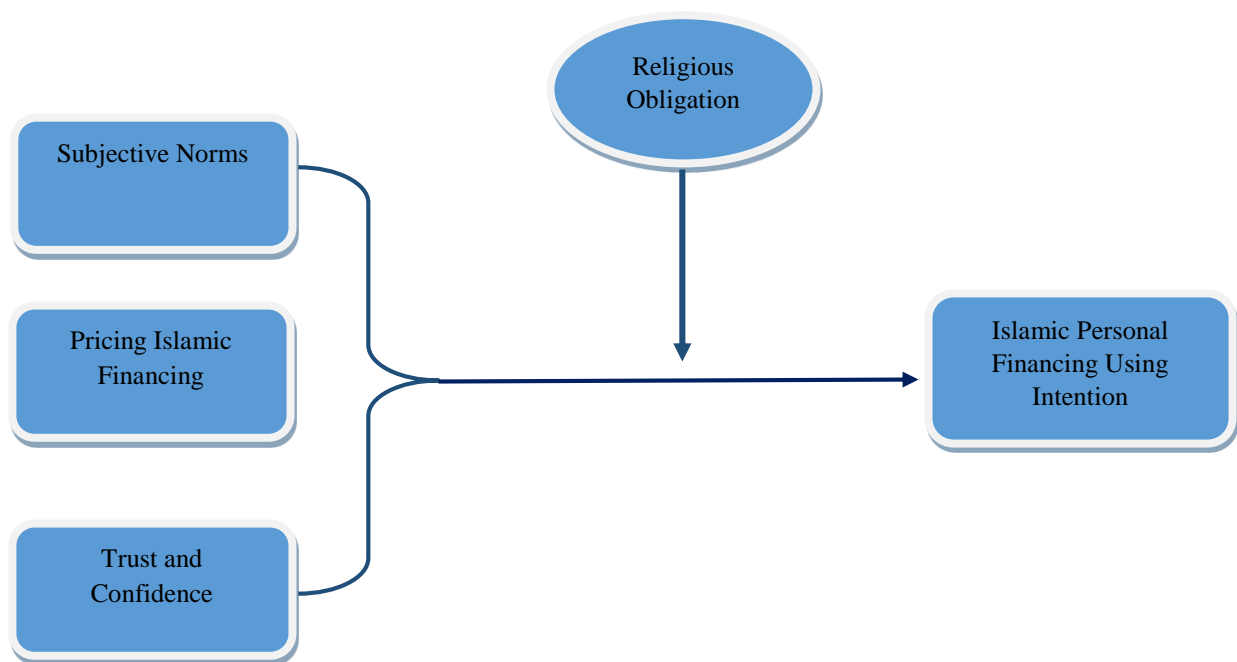 Religious
Obligation
Subjective Norms
Pricing Islamic
Financing
Islamic Personal
Financing Using
Intention
Trust and
Confidence